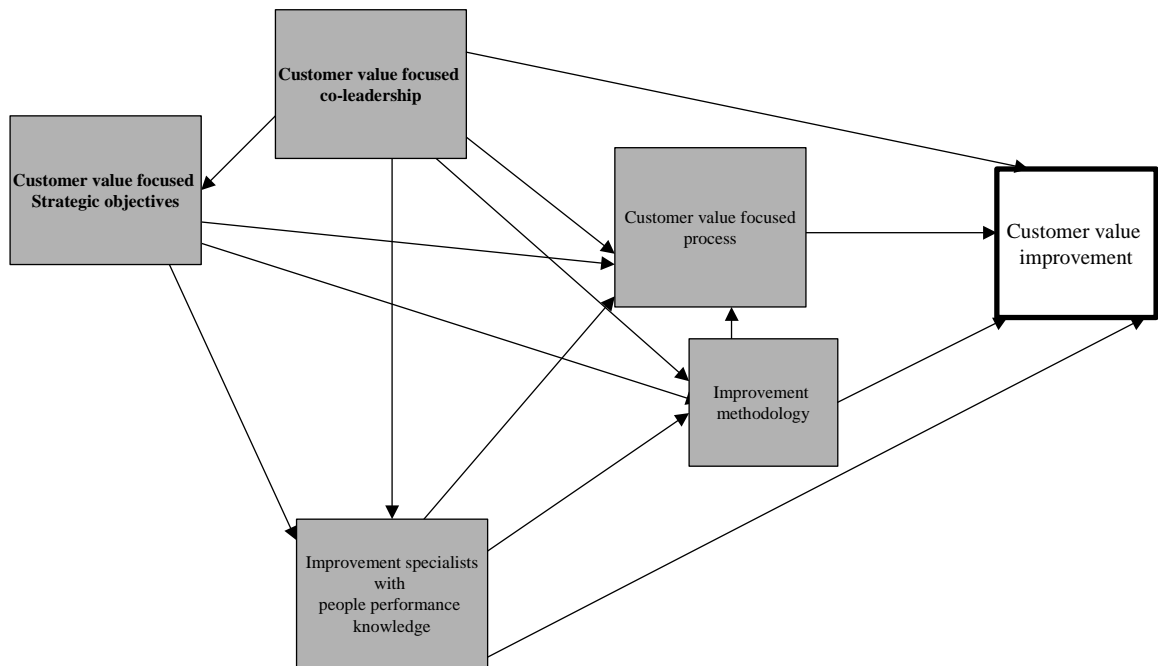 Customer value focused
co-leadership
Customer value focused
Strategic objectives
Customer value focused
process
Customer value
improvement
Improvement
methodology
Improvement specialists
with
people performance
knowledge